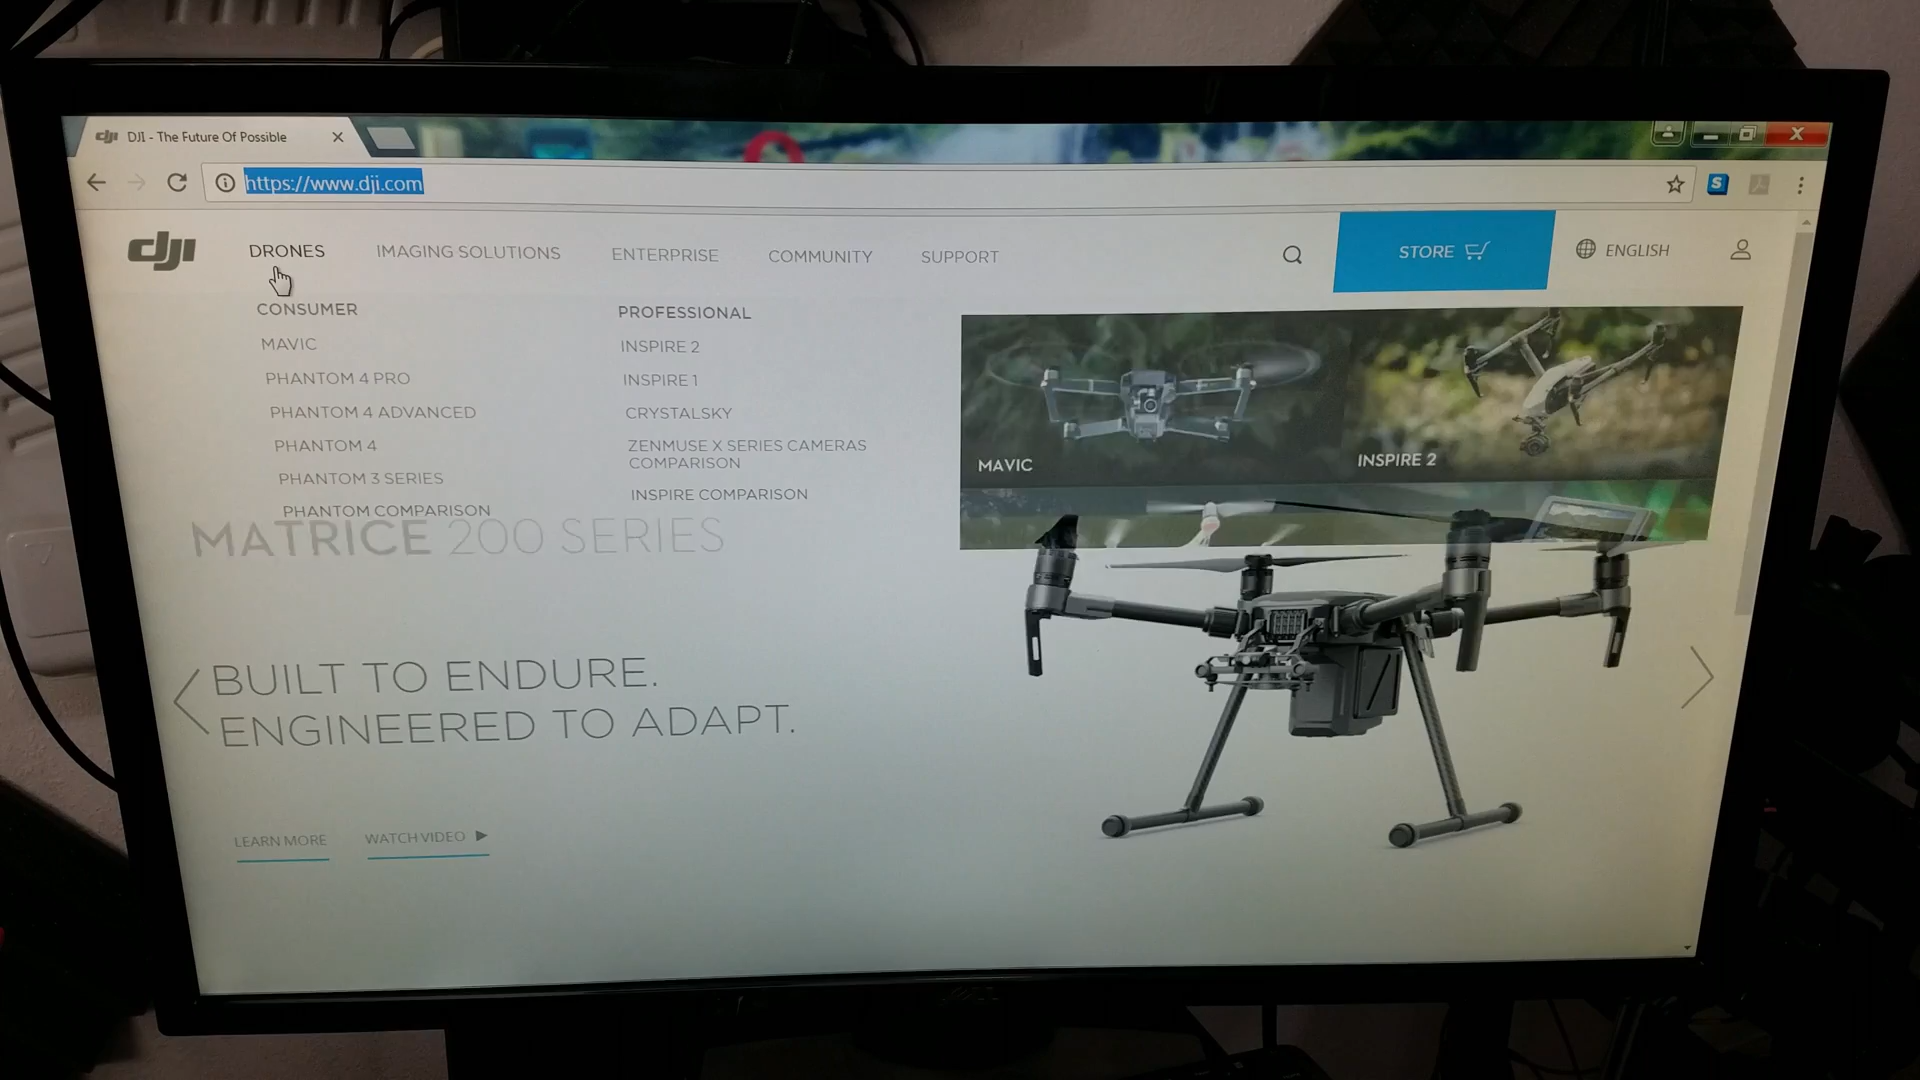 dji DJI - The Future Of Possible
https://www.dji.com
S
dji DRONES IMAGING SOLUTIONS ENTERPRISE COMMUNITY SUPPORT STORE ENGLISH
CONSUMER
MAVIC
PHANTOM 4 PRO
PHANTOM 4 ADVANCED
PHANTOM 4
PHANTOM 3 SERIES
PHANTOM COMPARISON
PROFESSIONAL
INSPIRE 2
INSPIRE 1
CRYSTALSKY
ZENMUSE X SERIES CAMERAS
COMPARISON
INSPIRE COMPARISON
MAVIC
INSPIRE 2
MATRICE 200 SERIES
BUILT TO ENDURE.
ENGINEERED TO ADAPT.
LEARN MORE WATCH VIDEO